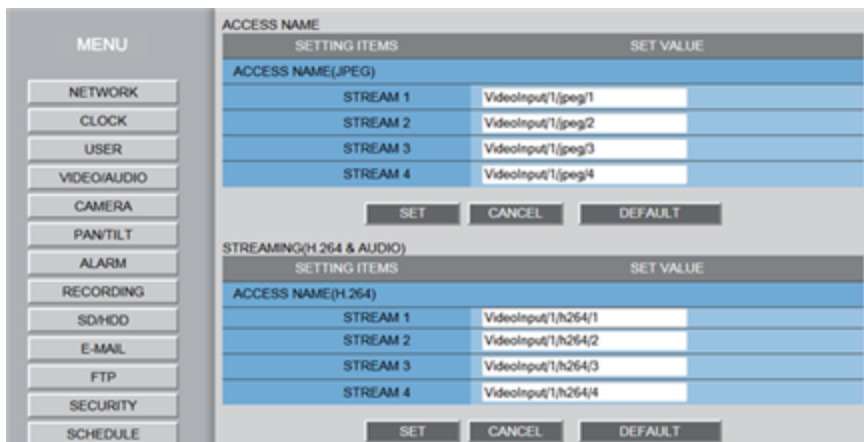 MENU
NETWORK
CLOCK
USER
VIDEO/AUDIO
CAMERA
PAN/TILT
ALARM
RECORDING
SD/HDD
E-MAIL
FTP
SECURITY
SCHEDULE
ACCESS NAME
SETTING ITEMS SET VALUE
ACCESS NAME(JPEG)
STREAM 1 VideoInput/1/jpeg/1
STREAM 2 VideoInput/1/jpeg/2
STREAM 3 VideoInput/1/jpeg/3
STREAM 4 VideoInput/1/jpeg/4
SET CANCEL DEFAULT
STREAMING(H.264 & AUDIO)
SETTING ITEMS SET VALUE
ACCESS NAME(H.264)
STREAM 1 VideoInput/1/h264/1
STREAM 2 VideoInput/1/h264/2
STREAM 3 VideoInput/1/h264/3
STREAM 4 VideoInput/1/h264/4
SET CANCEL DEFAULT